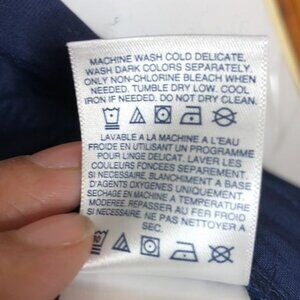 MACHINE WASH COLD DELICATE.
WASH DARK COLORS SEPARATELY.
ONLY NON-CHLORINE BLEACH WHEN
NEEDED. TUMBLE DRY LOW. COOL
IRON IF NEEDED. DO NOT DRY CLEAN.
LAVABLE A LA MACHINE A L'EAU
FROIDE EN UTILISANT UN PROGRAMME
POUR LINGE DELICAT. LAVER LES
COULEURS FONCEES SEPAREMENT.
SI NECESSAIRE, BLANCHIMENT A BASE
D'AGENTS OXYGENES UNIQUEMENT.
SECHAGE EN MACHINE A TEMPERATURE
MODEREE. REPASSER AU FER FROID
SI NECESSAIRE. NE PAS NETTOYER A
SEC.